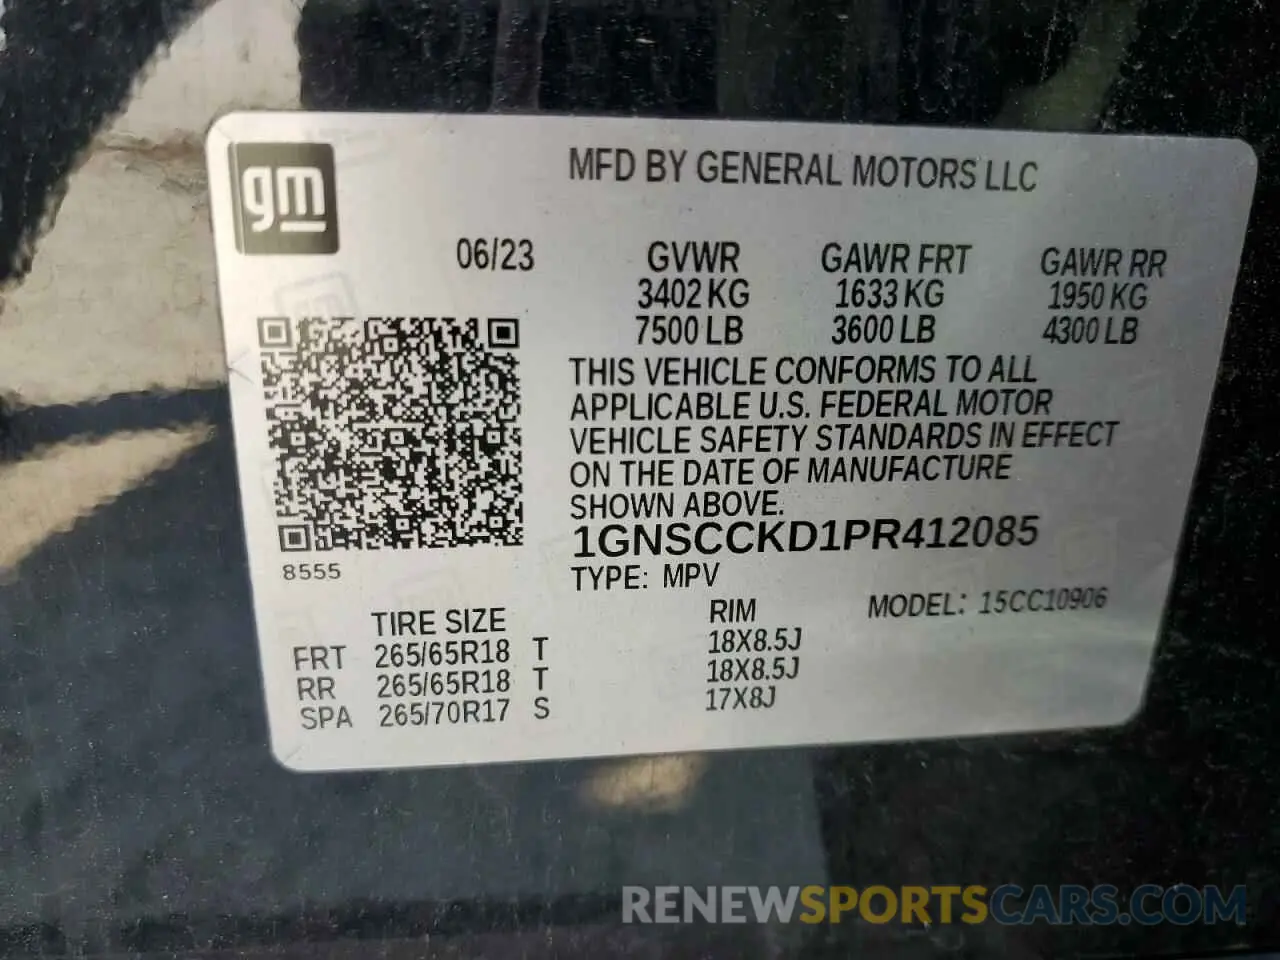 gm
MFD BY GENERAL MOTORS LLC
06/23 GVWR GAWR FRT GAWR RR
3402 KG 1633 KG 1950 KG
7500 LB 3600 LB 4300 LB
THIS VEHICLE CONFORMS TO ALL
APPLICABLE U.S. FEDERAL MOTOR
VEHICLE SAFETY STANDARDS IN EFFECT
ON THE DATE OF MANUFACTURE
SHOWN ABOVE.
1GNSCCKD1PR412085
8555
TYPE: MPV
MODEL: 15CC10906
TIRE SIZE RIM
FRT 265/65R18 T 18X8.5J
RR 265/65R18 T 18X8.5J
SPA 265/70R17 S 17X8J
RENEWSPORTSCARS.COM